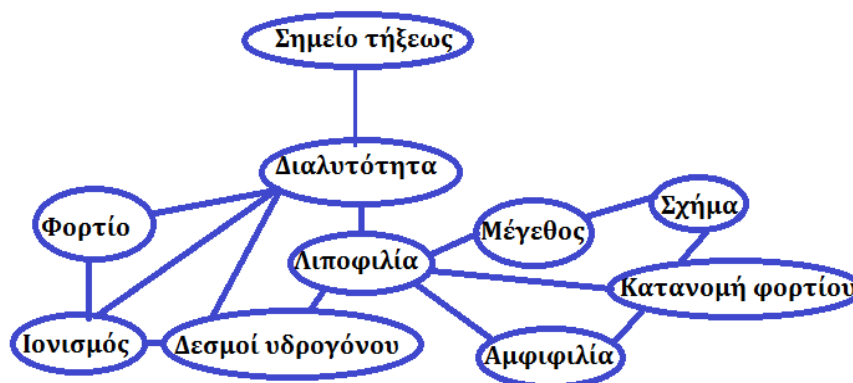 Σημείο τήξεως
Διαλυτότητα
Φορτίο
Μέγεθος
Σχήμα
Λιποφιλία
Κατανομή φορτίου
Ιονισμός
Δεσμοί υδρογόνου
Αμφιφιλία